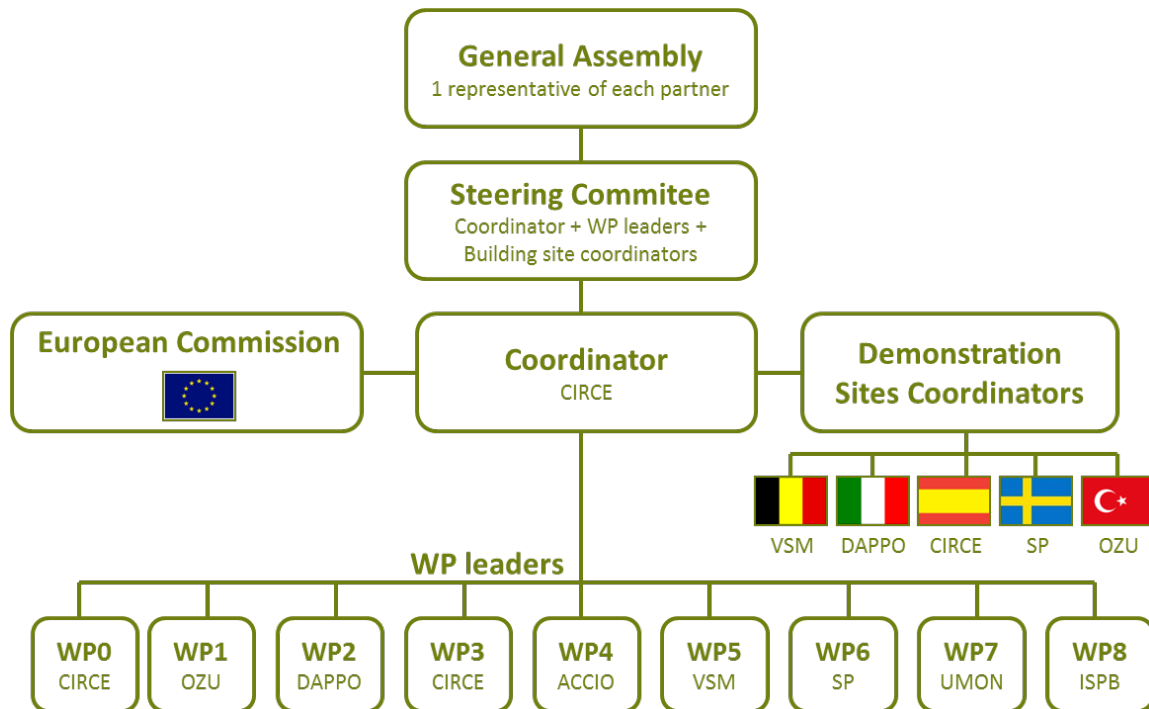 General Assembly
1 representative of each partner
Steering Commitee
Coordinator + WP leaders +
Building site coordinators
European Commission
Coordinator
CIRCE
Demonstration
Sites Coordinators
VSM
DAPPO
CIRCE
SP
OZU
WP leaders
WP0
CIRCE
WP1
OZU
WP2
DAPPO
WP3
CIRCE
WP4
ACCIO
WP5
VSM
WP6
SP
WP7
UMON
WP8
ISPB